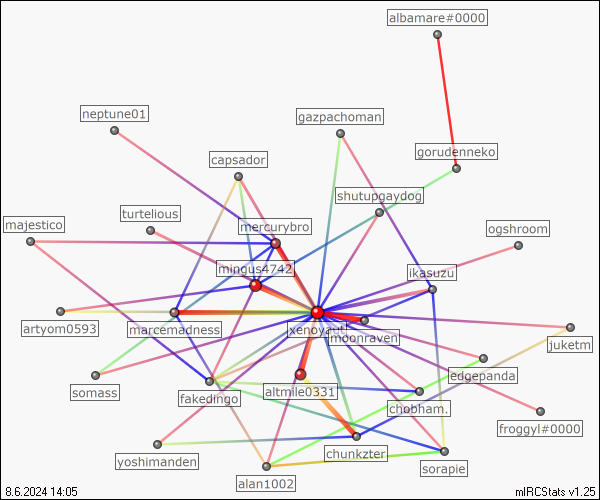 albamare#0000
neptune01
gazpachoman
gorudenneko
capsador
shutupgaydog
turtelious
majestico
mercurybro
ogshroom
mingus4742
ikasuzu
artyom0593
marcemadness
xenoyaut
moonraven
juketm
edgepanda
somass
fakedingo
altmile0331
chobham.
froggyl#0000
yoshimanden
chunkzter
sorapie
alan1002
8.6.2024 14:05
mIRCStats v1.25